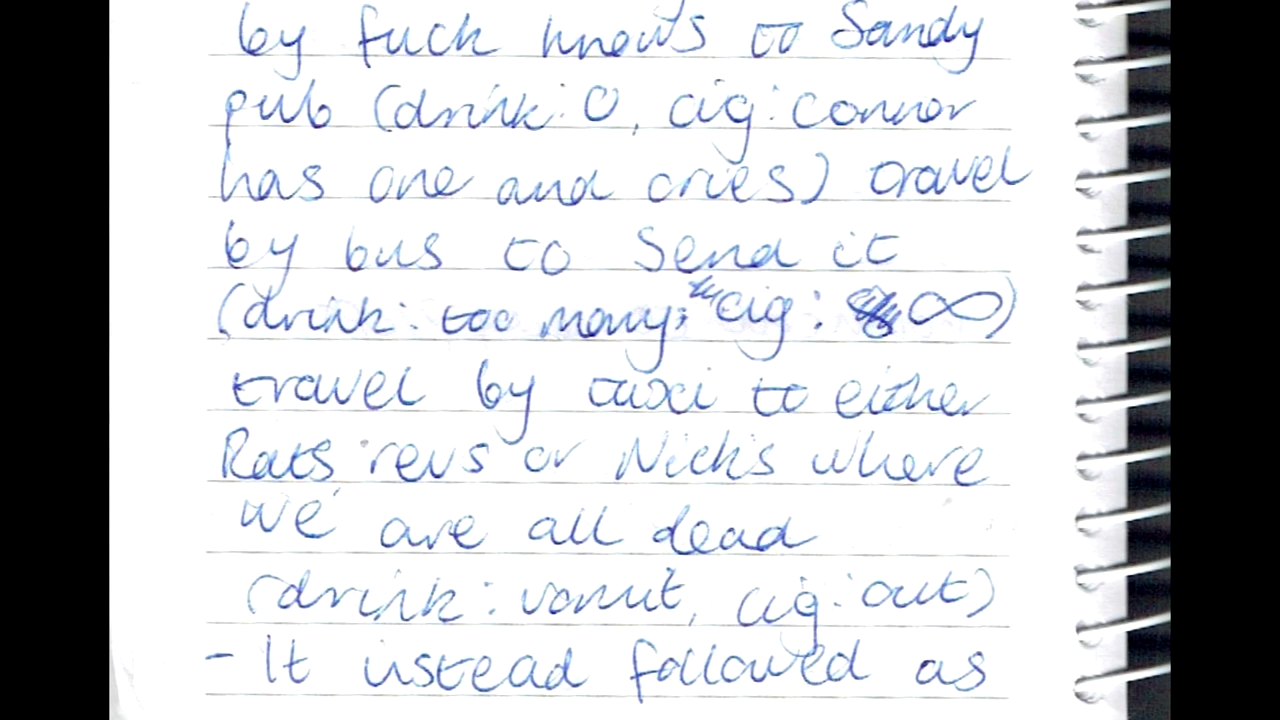 by fuck knows to Sandy
pub (drink: 0, cig: Connor
has one and cries) travel
by bus to Send it
(drink: too many, cig: ∞)
travel by taxi to either
Rats revs or Nick's where
we are all dead
(drink: vomit, cig: out)
- It instead followed as